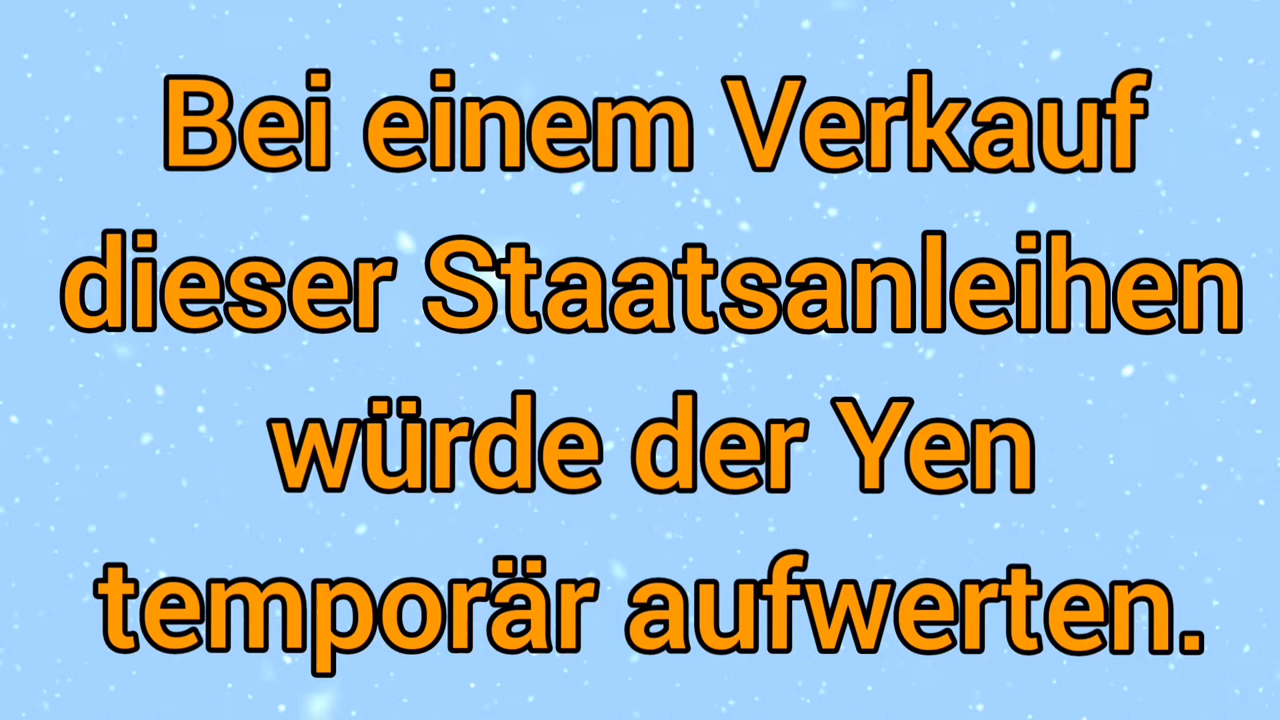 Bei einem Verkauf
dieser Staatsanleihen
würde der Yen
temporär aufwerten.